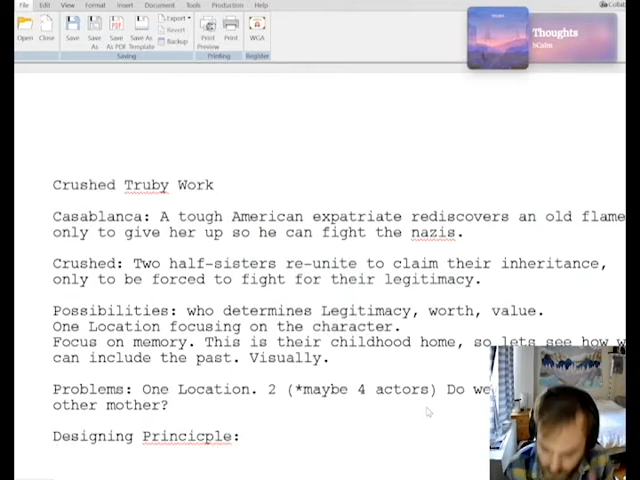 File Home Format Elements Insert Document Tools Production Help
Export
Revert
Backup
Open Close Save Save As Save As PDF Save As Template Print Preview Print WGA
Saving Printing Register
Thoughts
bCalm
Crushed Truby Work
Casablanca: A tough American expatriate rediscovers an old flame
only to give her up so he can fight the nazis.
Crushed: Two half-sisters re-unite to claim their inheritance,
only to be forced to fight for their legitimacy.
Possibilities: who determines Legitimacy, worth, value.
One Location focusing on the character.
Focus on memory. This is their childhood home, so lets see how w
can include the past. Visually.
Problems: One Location. 2 (*maybe 4 actors) Do we
other mother?
Designing Princicple: